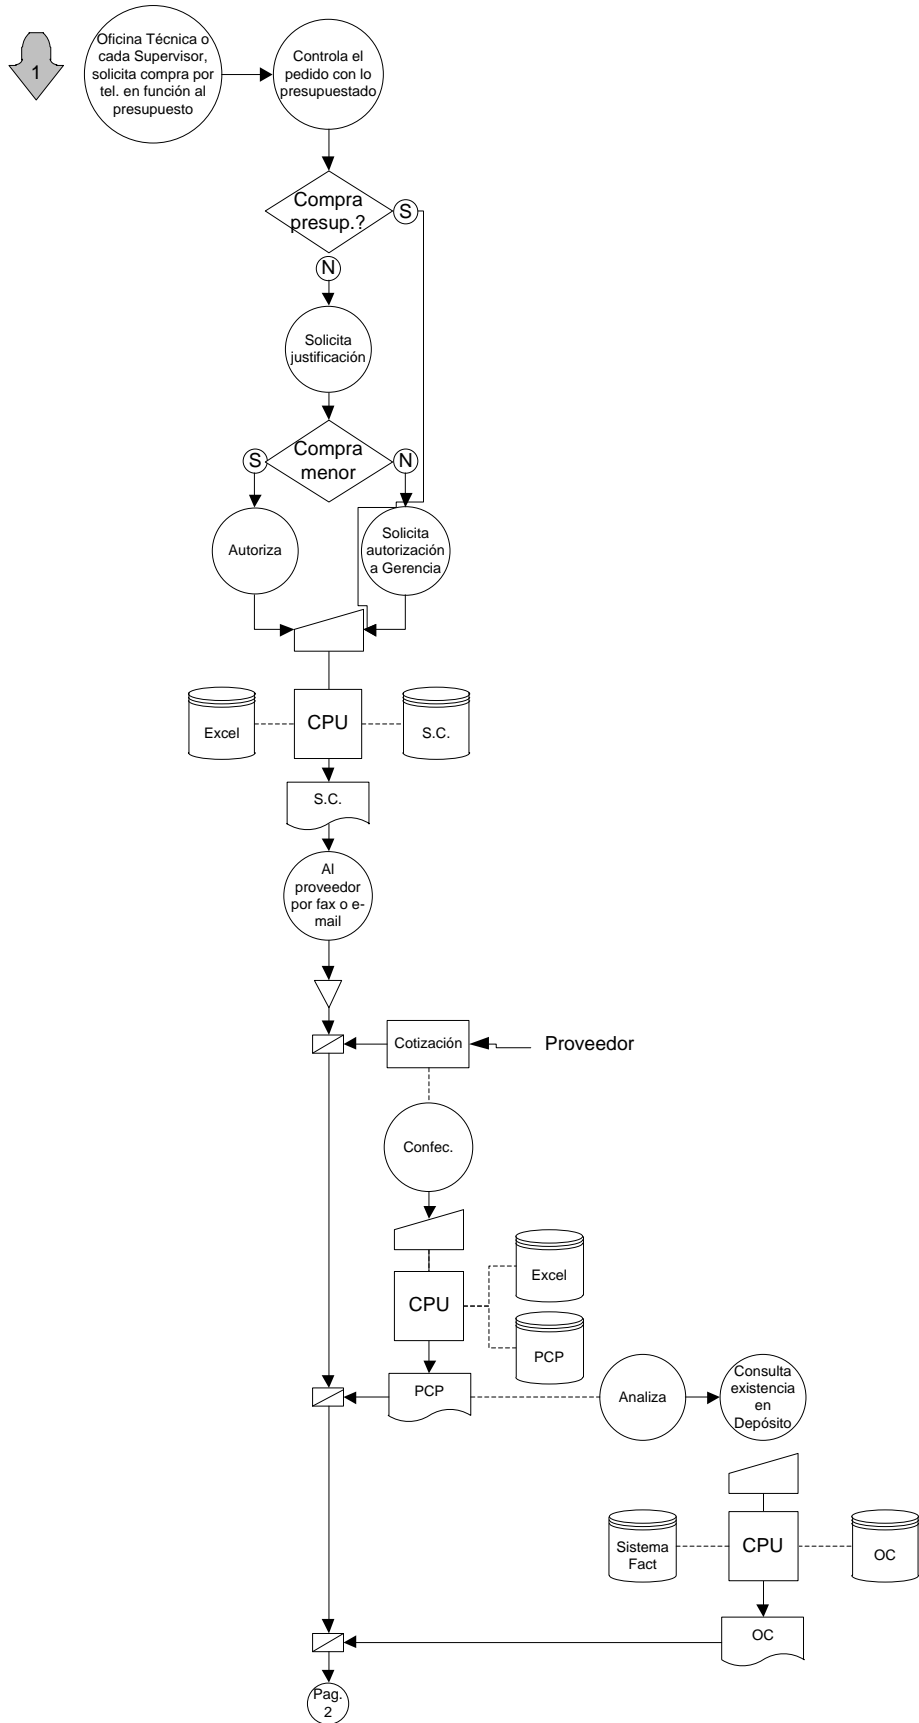 1
Oficina Técnica o
cada Supervisor,
solicita compra por
tel. en función al
presupuesto
Controla el
pedido con lo
presupuestado
Compra
presup.?
S
N
Solicita
justificación
Compra
menor
S
N
Autoriza
Solicita
autorización
a Gerencia
Excel
CPU
S.C.
S.C.
Al
proveedor
por fax o e-
mail
Cotización
Proveedor
Confec.
CPU
Excel
PCP
PCP
Analiza
Consulta
existencia
en
Depósito
Sistema
Fact
CPU
OC
OC
Pag.
2